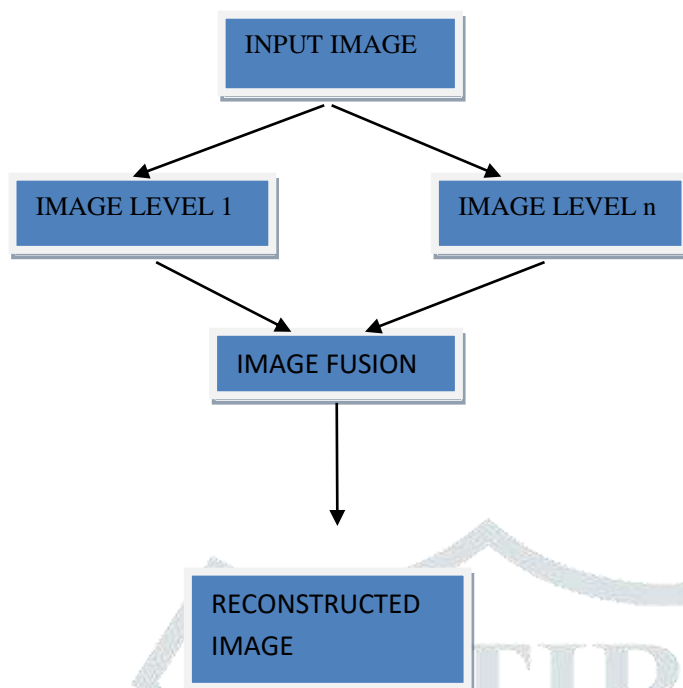 INPUT IMAGE
IMAGE LEVEL 1
IMAGE LEVEL n
IMAGE FUSION
RECONSTRUCTED
IMAGE